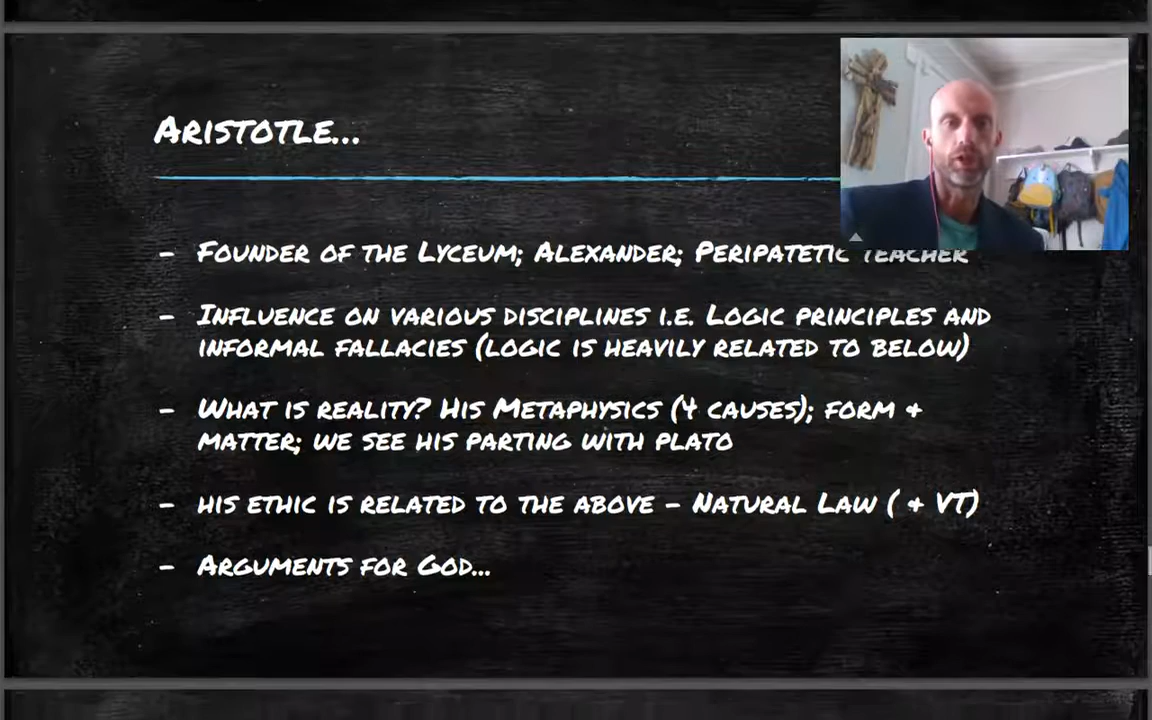 Aristotle...
- Founder of the Lyceum; Alexander; Peripatetic teacher
- Influence on various disciplines i.e. Logic principles and
informal fallacies (logic is heavily related to below)
- What is reality? His Metaphysics (4 causes); form +
matter; we see his parting with Plato
- his ethic is related to the above – Natural Law ( + VT)
- Arguments for God...